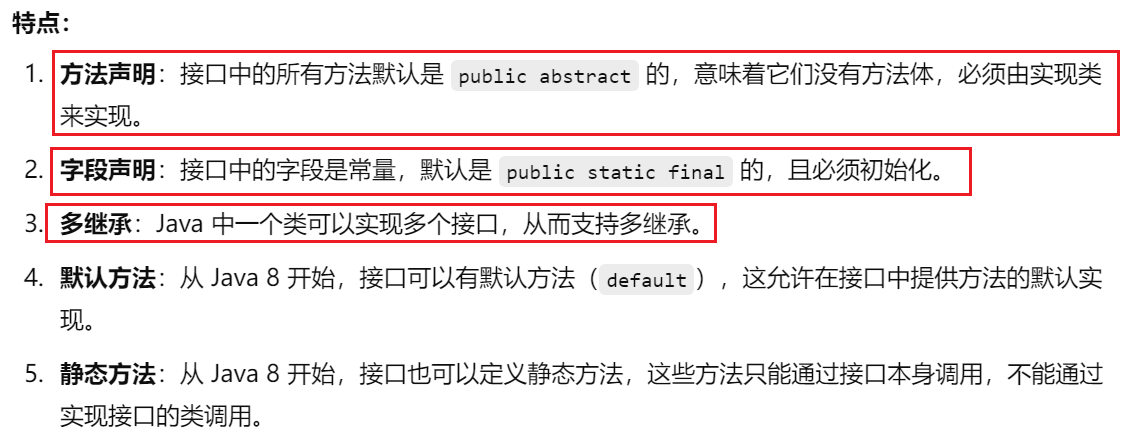 特点：
1. 方法声明：接口中的所有方法默认是 public abstract 的，意味着它们没有方法体，必须由实现类
来实现。
2. 字段声明：接口中的字段是常量，默认是 public static final 的，且必须初始化。
3. 多继承：Java 中一个类可以实现多个接口，从而支持多继承。
4. 默认方法：从 Java 8 开始，接口可以有默认方法（default），这允许在接口中提供方法的默认实
现。
5. 静态方法：从 Java 8 开始，接口也可以定义静态方法，这些方法只能通过接口本身调用，不能通过
实现接口的类调用。